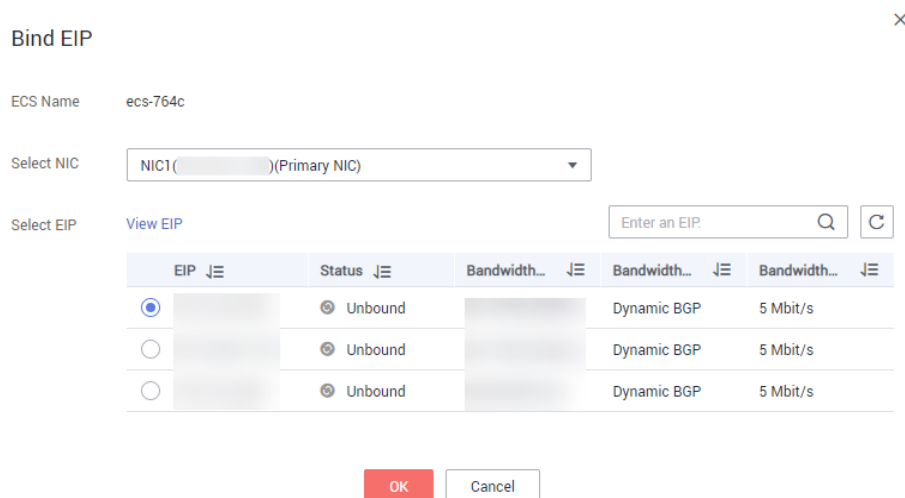 Bind EIP
ECS Name ecs-764c
Select NIC NIC1( )(Primary NIC)
Select EIP View EIP Enter an EIP.
EIP Status Bandwidth... Bandwidth... Bandwidth...
Unbound Dynamic BGP 5 Mbit/s
Unbound Dynamic BGP 5 Mbit/s
Unbound Dynamic BGP 5 Mbit/s
OK Cancel